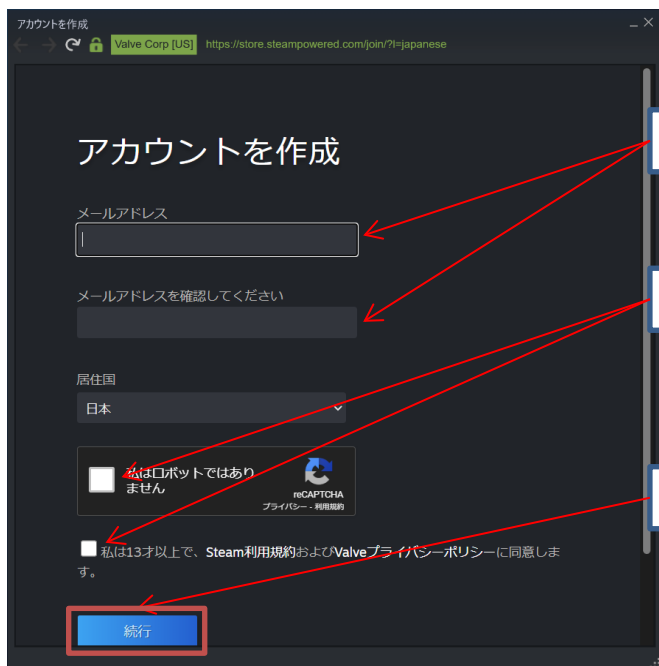 アカウントを作成
Valve Corp [US] https://store.steampowered.com/join/?l=japanese
アカウントを作成
メールアドレス
メールアドレスを確認してください
居住国
日本
私はロボットではあり
ません
reCAPTCHA
プライバシー - 利用規約
私は13才以上で、Steam利用規約およびValveプライバシーポリシーに同意しま
す。
続行